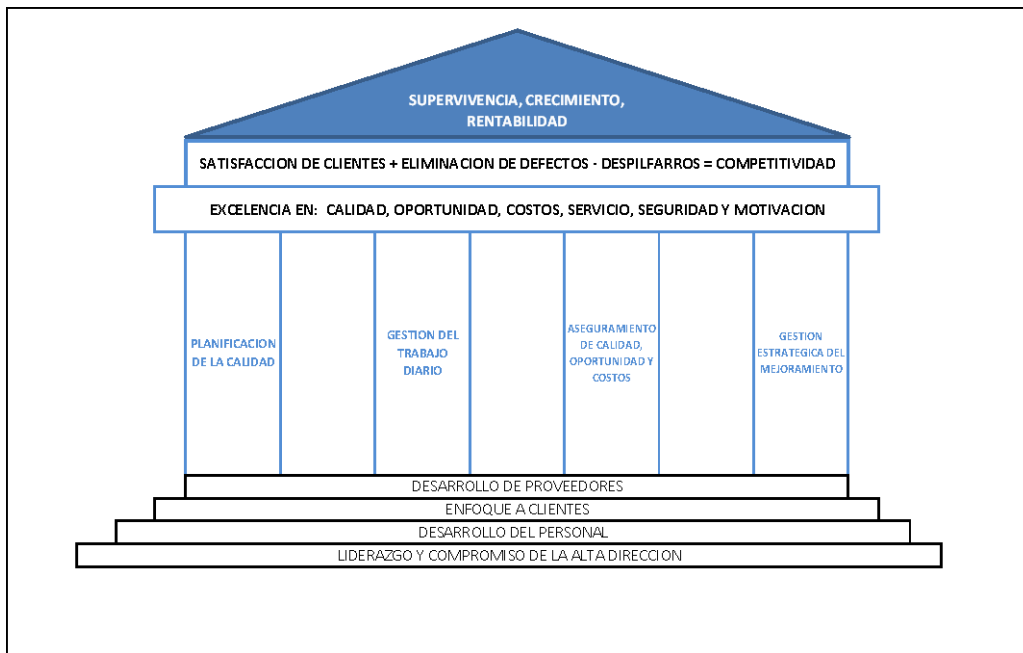 SUPERVIVENCIA, CRECIMIENTO,
RENTABILIDAD
SATISFACCION DE CLIENTES + ELIMINACION DE DEFECTOS - DESPILFARROS = COMPETITIVIDAD
EXCELENCIA EN: CALIDAD, OPORTUNIDAD, COSTOS, SERVICIO, SEGURIDAD Y MOTIVACION
PLANIFICACION
DE LA CALIDAD
GESTION DEL
TRABAJO
DIARIO
ASEGURAMIENTO
DE CALIDAD,
OPORTUNIDAD Y
COSTOS
GESTION
ESTRATEGICA DEL
MEJORAMIENTO
DESARROLLO DE PROVEEDORES
ENFOQUE A CLIENTES
DESARROLLO DEL PERSONAL
LIDERAZGO Y COMPROMISO DE LA ALTA DIRECCION